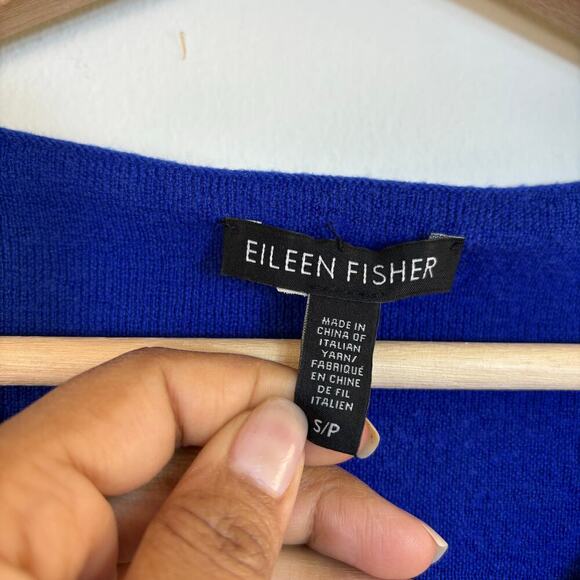 EILEEN FISHER
MADE IN
CHINA OF
ITALIAN
YARN/
FABRIQUÉ
EN CHINE
DE FIL
ITALIEN
S/P